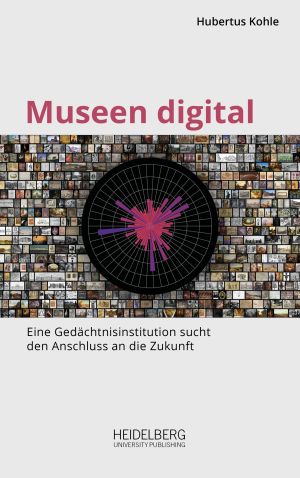 Hubertus Kohle
Museen digital
Eine Gedächtnisinstitution sucht
den Anschluss an die Zukunft
HEIDELBERG
UNIVERSITY PUBLISHING